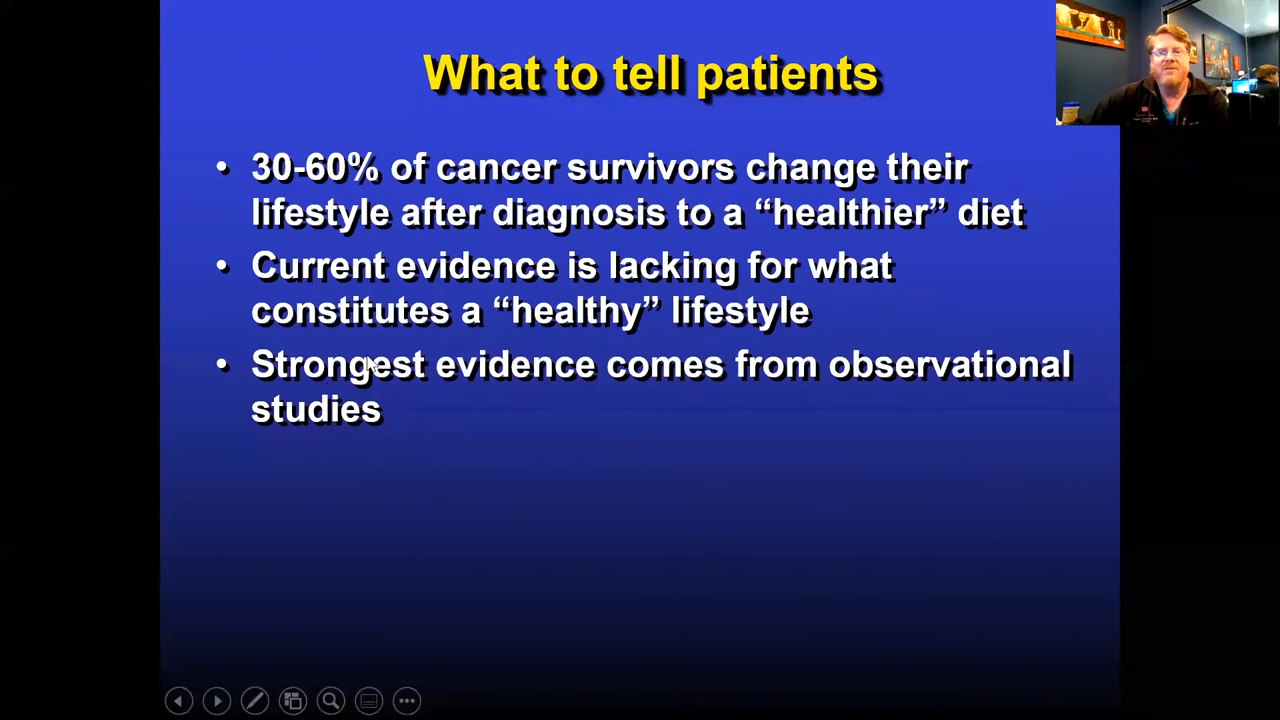 What to tell patients
• 30-60% of cancer survivors change their
lifestyle after diagnosis to a “healthier” diet
• Current evidence is lacking for what
constitutes a “healthy” lifestyle
• Strongest evidence comes from observational
studies